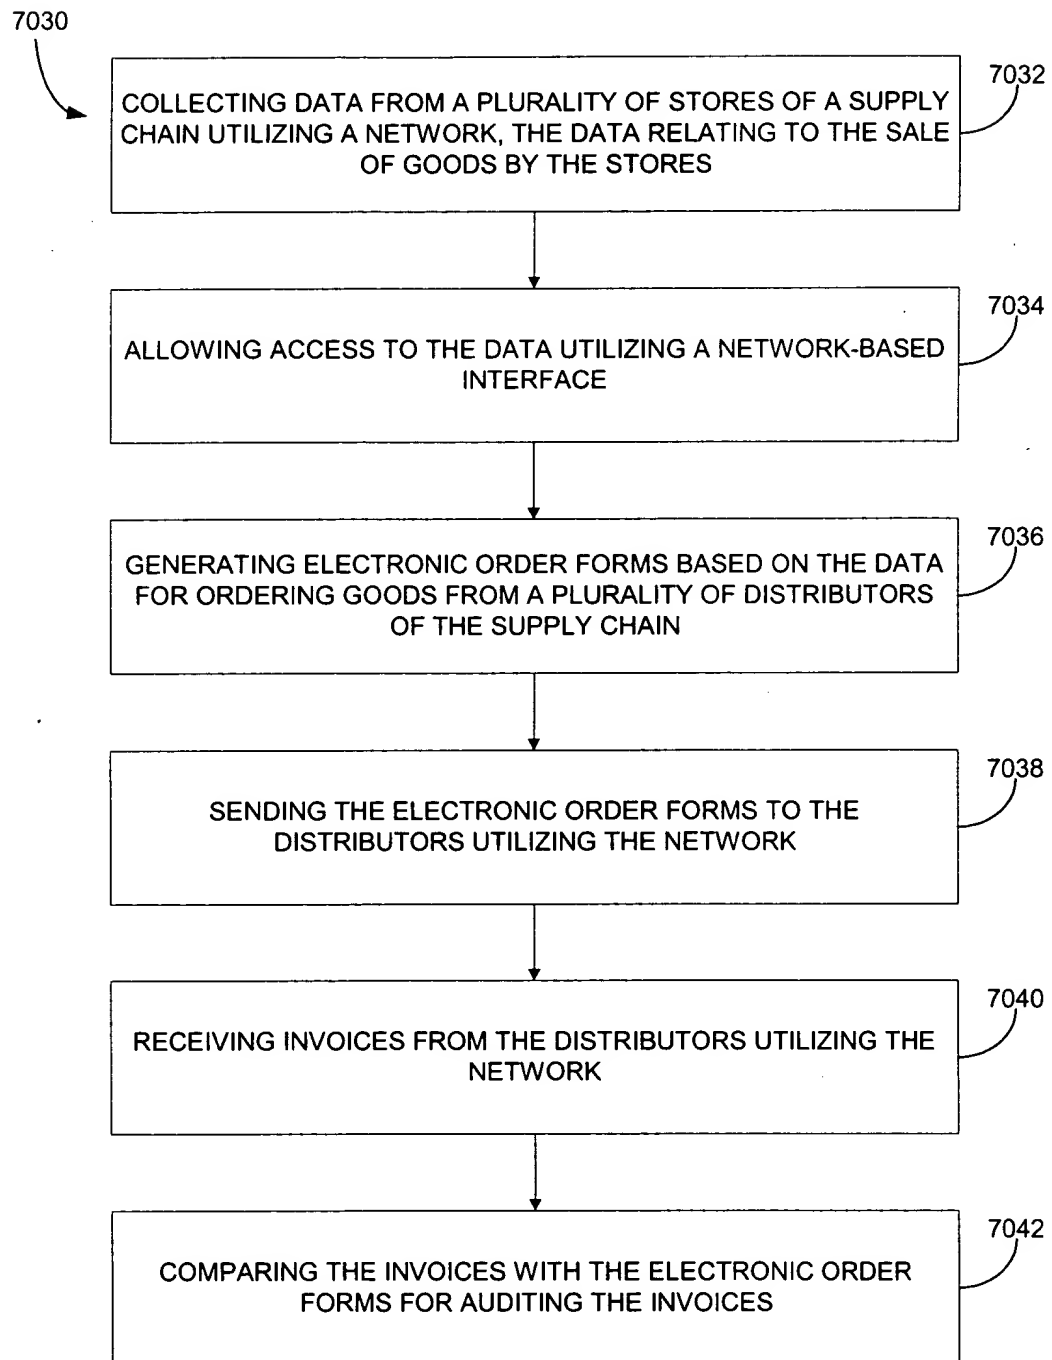 7030
7032
COLLECTING DATA FROM A PLURALITY OF STORES OF A SUPPLY
CHAIN UTILIZING A NETWORK, THE DATA RELATING TO THE SALE
OF GOODS BY THE STORES
7034
ALLOWING ACCESS TO THE DATA UTILIZING A NETWORK-BASED
INTERFACE
7036
GENERATING ELECTRONIC ORDER FORMS BASED ON THE DATA
FOR ORDERING GOODS FROM A PLURALITY OF DISTRIBUTORS
OF THE SUPPLY CHAIN
7038
SENDING THE ELECTRONIC ORDER FORMS TO THE
DISTRIBUTORS UTILIZING THE NETWORK
7040
RECEIVING INVOICES FROM THE DISTRIBUTORS UTILIZING THE
NETWORK
7042
COMPARING THE INVOICES WITH THE ELECTRONIC ORDER
FORMS FOR AUDITING THE INVOICES